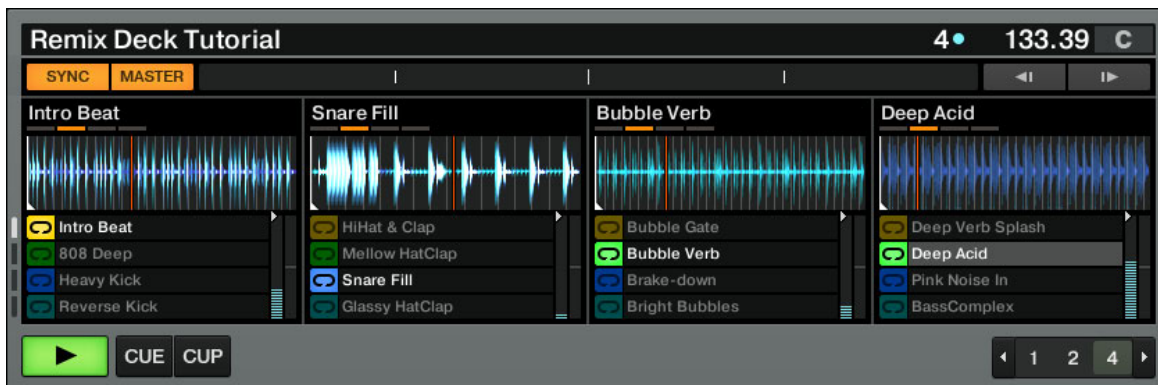 Remix Deck Tutorial 4 133.39 C
SYNC MASTER
Intro Beat Snare Fill Bubble Verb Deep Acid
Intro Beat HiHat & Clap Bubble Gate Deep Verb Splash
808 Deep Mellow HatClap Bubble Verb Deep Acid
Heavy Kick Snare Fill Brake-down Pink Noise In
Reverse Kick Glassy HatClap Bright Bubbles BassComplex
CUE CUP 1 2 4